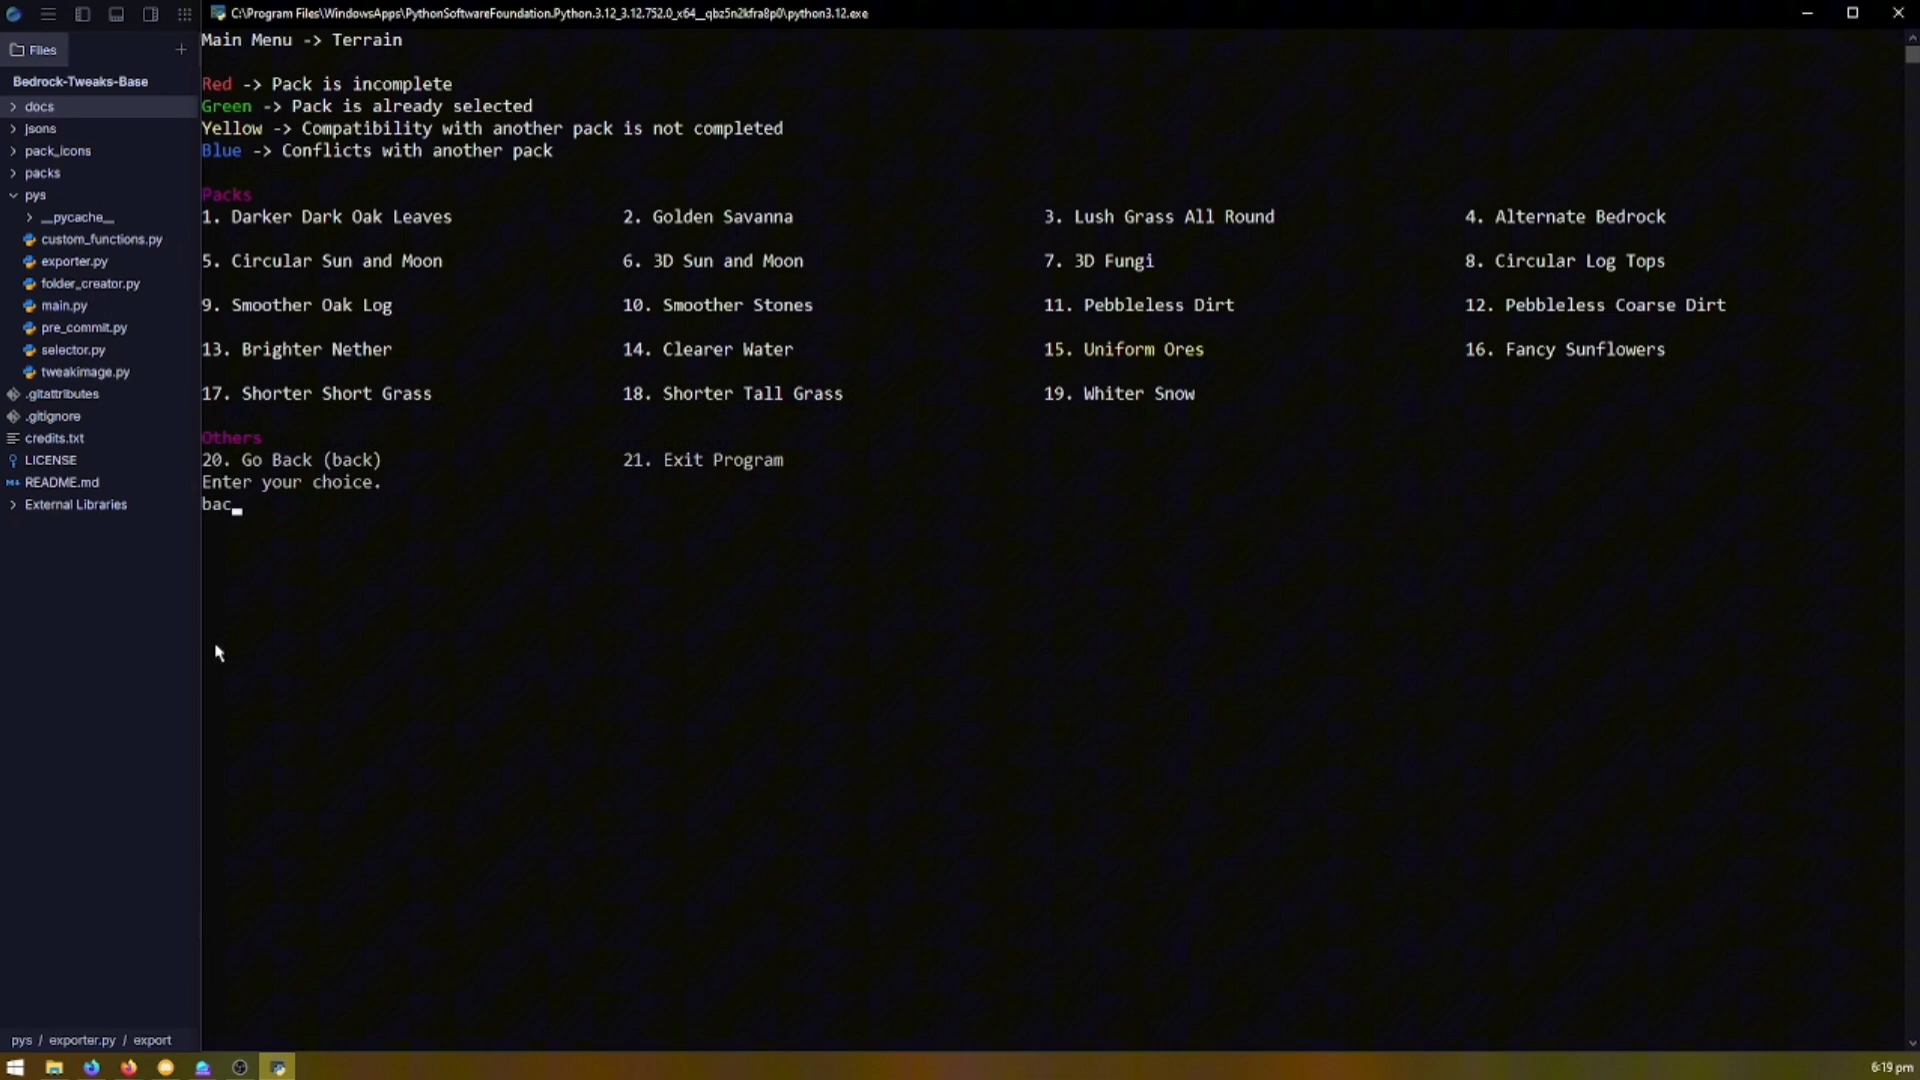 C:\Program Files\WindowsApps\PythonSoftwareFoundation.Python.3.12_3.12.752.0_x64__qbz5n2kfra8p0\python3.12.exe
Files
Bedrock-Tweaks-Base
docs
jsons
pack_icons
packs
pys
__pycache__
custom_functions.py
exporter.py
folder_creator.py
main.py
pre_commit.py
selector.py
tweakimage.py
.gitattributes
.gitignore
credits.txt
LICENSE
README.md
External Libraries
Main Menu -> Terrain
Red -> Pack is incomplete
Green -> Pack is already selected
Yellow -> Compatibility with another pack is not completed
Blue -> Conflicts with another pack
Packs
1. Darker Dark Oak Leaves 2. Golden Savanna 3. Lush Grass All Round 4. Alternate Bedrock
5. Circular Sun and Moon 6. 3D Sun and Moon 7. 3D Fungi 8. Circular Log Tops
9. Smoother Oak Log 10. Smoother Stones 11. Pebbleless Dirt 12. Pebbleless Coarse Dirt
13. Brighter Nether 14. Clearer Water 15. Uniform Ores 16. Fancy Sunflowers
17. Shorter Short Grass 18. Shorter Tall Grass 19. Whiter Snow
Others
20. Go Back (back) 21. Exit Program
Enter your choice.
bac
pys / exporter.py / export
6:19 pm